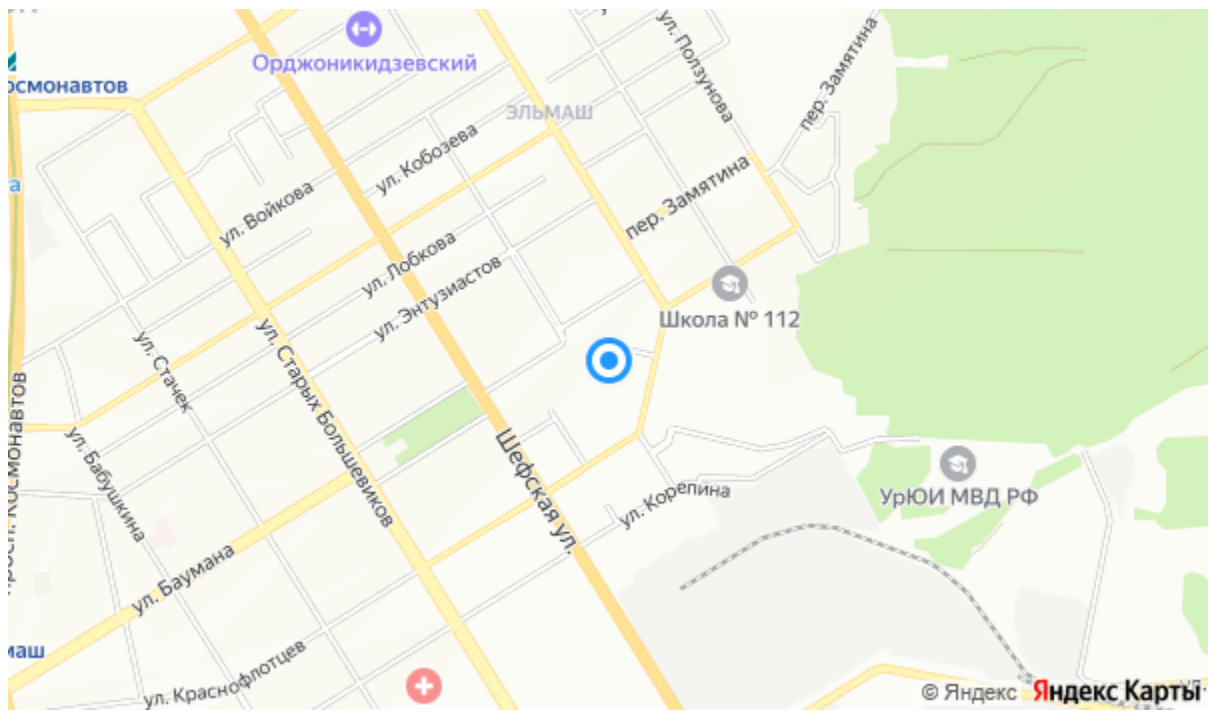 Орджоникидзевский
осмонавтов
ЭЛЬМАШ
ул. Ползунова
пер. Замятина
ул. Кобозева
пер. Замятина
ул. Войкова
ул. Лобкова
ул. Энтузиастов
Школа № 112
ул. Стачек
ул. Старых Большевиков
просп. Космонавтов
ул. Бабушкина
Шефская ул.
УрЮИ МВД РФ
ул. Корепина
ул. Баумана
маш
ул. Краснофлотцев
© Яндекс Яндекс Карты